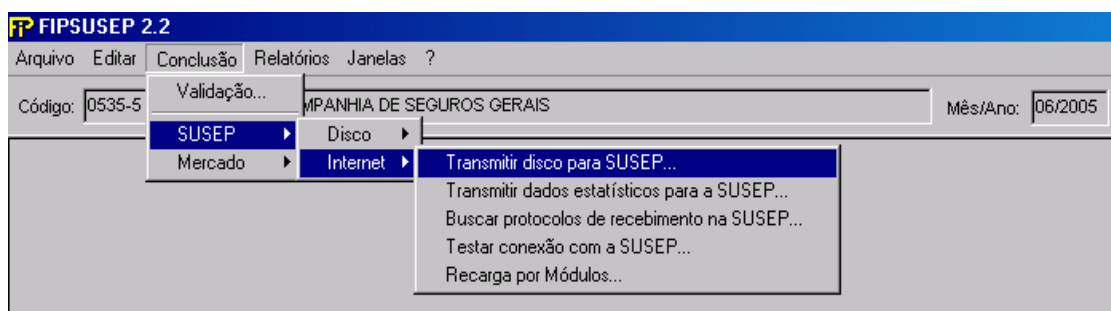 FIPSUSEP 2.2
Arquivo Editar Conclusão Relatórios Janelas ?
Código: 0535-5 MPANHIA DE SEGUROS GERAIS Mês/Ano: 06/2005
Validação...
SUSEP
Mercado
Disco
Internet
Transmitir disco para SUSEP...
Transmitir dados estatísticos para a SUSEP...
Buscar protocolos de recebimento na SUSEP...
Testar conexão com a SUSEP...
Recarga por Módulos...